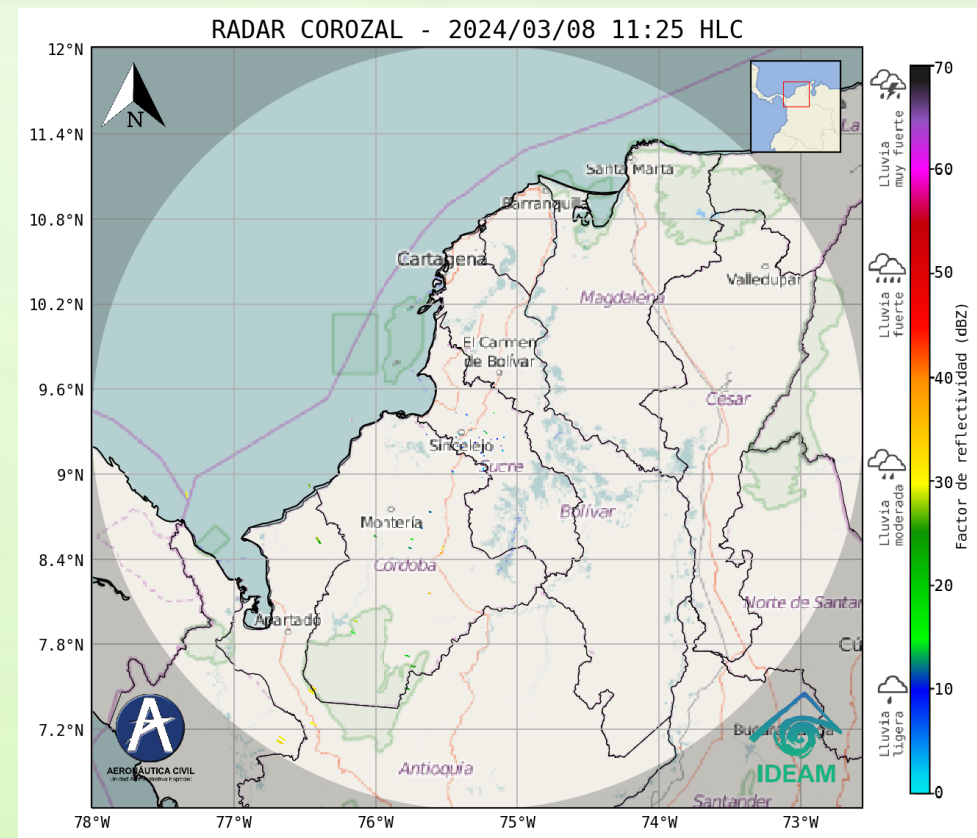 RADAR COROZAL - 2024/03/08 11:25 HLC
12°N
11.4°N
10.8°N
10.2°N
9.6°N
9°N
8.4°N
7.8°N
7.2°N
78°W
77°W
76°W
75°W
74°W
73°W
N
La
Santa Marta
Barranquilla
Cartagena
Valledupar
Magdalena
El Carmen
de Bolívar
César
Sincelejo
Sucre
Bolívar
Montería
Córdoba
Norte de Santan
Apartadó
Cú
Antioquia
Santander
AERONÁUTICA CIVIL
IDEAM
Lluvia
muy fuerte
Lluvia
fuerte
Lluvia
moderada
Lluvia
ligera
70
60
50
40
30
20
10
0
Factor de reflectividad (dBZ)